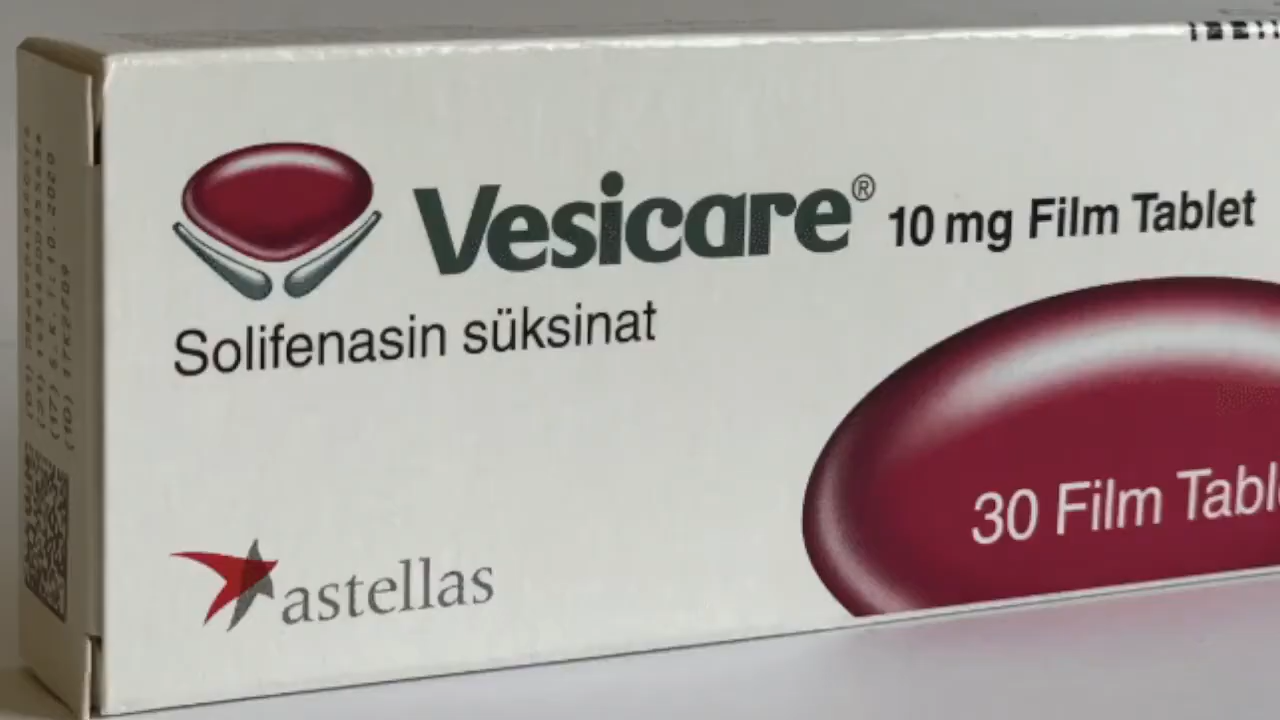 Vesicare® 10 mg Film Tablet
Solifenasin süksinat
30 Film Tabl
astellas